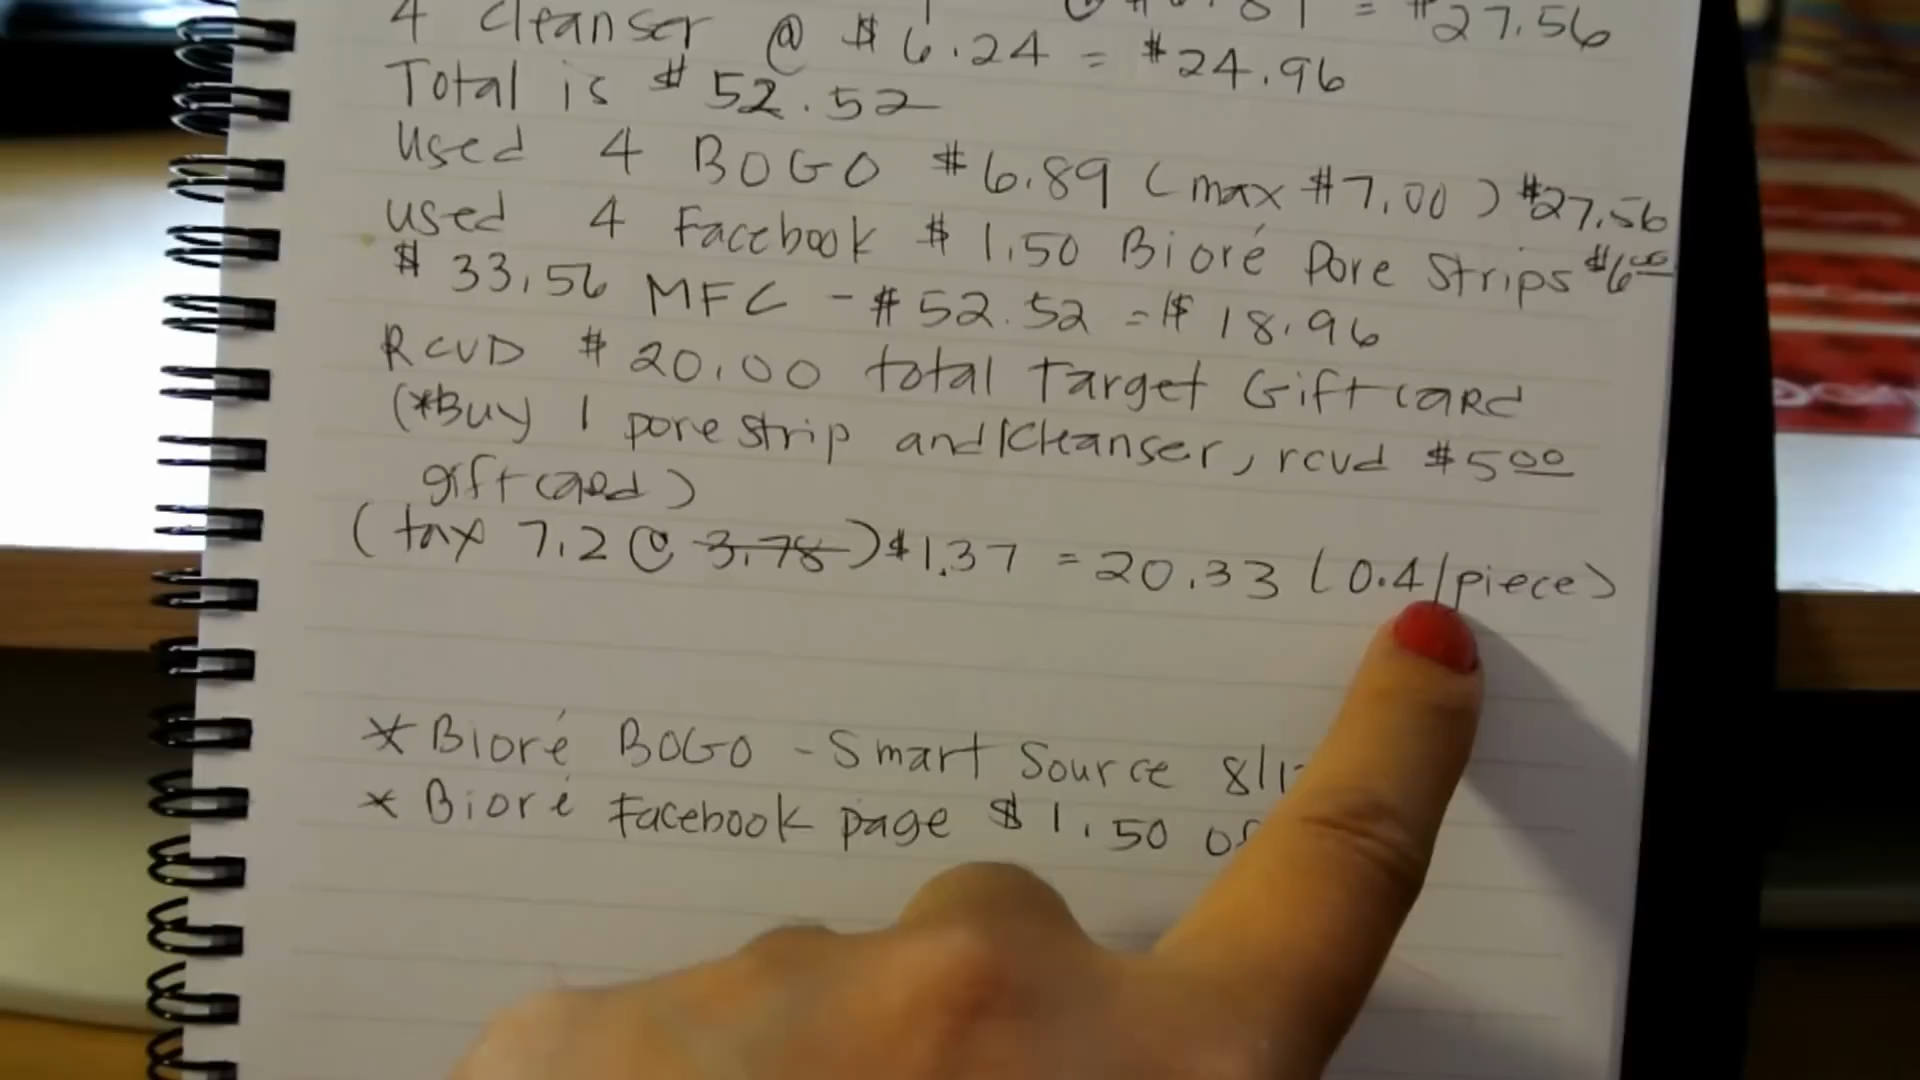 = $27.56
4 Cleanser @ $6.24 = $24.96
Total is $52.52
used 4 BOGO $6.89 (max $7.00) $27.56
used 4 Facebook $1.50 Bioré Pore Strips $6.00
$33.56 MFC - $52.52 = $18.96
RCVD $20.00 total Target Giftcard
(*Buy 1 pore strip and 1 Cleanser, rcvd $5.00
giftcard)
(tax 7.2 @ 3.78) $1.37 = 20.33 (0.4/piece)
* Bioré BOGO - Smart Source
* Bioré Facebook page $1.50